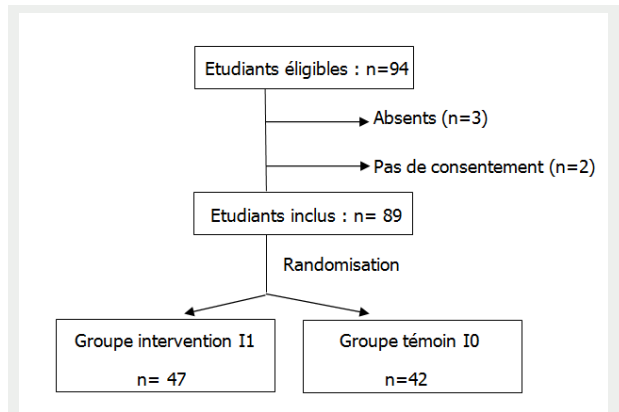 Etudiants éligibles : n=94
Absents (n=3)
Pas de consentement (n=2)
Etudiants inclus : n= 89
Randomisation
Groupe intervention I1
n= 47
Groupe témoin I0
n=42